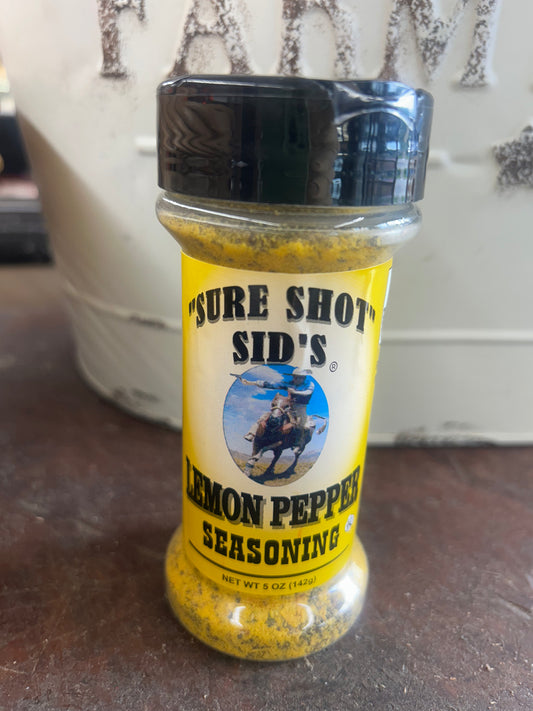 FARM
"SURE SHOT"
SID'S ®
LEMON PEPPER
SEASONING
NET WT 5 OZ (142g)